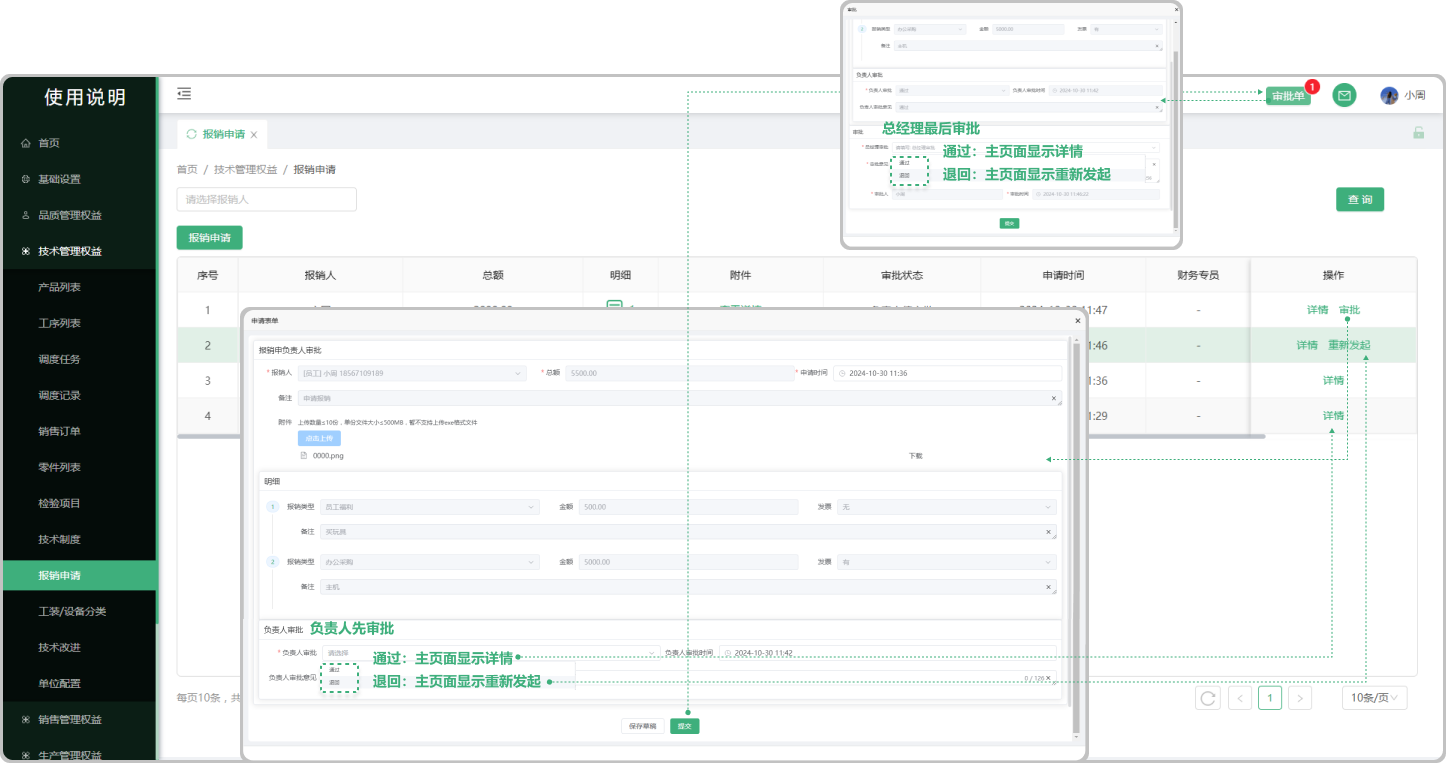 使用说明
首页
基础设置
品质管理权益
技术管理权益
产品列表
工序列表
调度任务
调度记录
销售订单
零件列表
检验项目
技术制度
报销申请
工装/设备分类
技术改进
单位配置
销售管理权益
生产管理权益
报销申请 ×
审批单 1
小周
首页 / 技术管理权益 / 报销申请
请选择报销人
查 询
报销申请
序号 报销人 总额 明细 附件 审批状态 申请时间 财务专员 操作
1 1:47 - 详情 审批
2 1:46 - 详情 重新发起
3 1:36 - 详情
4 1:29 - 详情
每页10条，共
1
10条/页
审批
2 报销类型 办公采购 金额 5000.00 发票 有
备注 主机
负责人审批
* 负责人审批 通过 负责人审批时间 2024-10-30 11:42
负责人审批意见 通过
审批
总经理最后审批
* 总经理审批
通过：主页面显示详情
* 总批意见
通过
退回
退回：主页面显示重新发起
* 审批人 小周 * 审批时间 2024-10-30 11:46:22
提交
申请表单
报销申负责人审批
* 报销人 [员工] 小周 18567109189 * 总额 5500.00 * 申请时间 2024-10-30 11:36
备注 申请报销
附件 上传数量≤10份，单份文件大小≤500MB，暂不支持上传exe格式文件
点击上传
0000.png 下载
明细
1 报销类型 员工福利 金额 500.00 发票 无
备注 买玩具
2 报销类型 办公采购 金额 5000.00 发票 有
备注 主机
负责人审批 负责人先审批
* 负责人审批 请选择 负责人审批时间 2024-10-30 11:42
通过：主页面显示详情
负责人审批意见
通过
退回
退回：主页面显示重新发起
0 / 120
保存草稿 提交